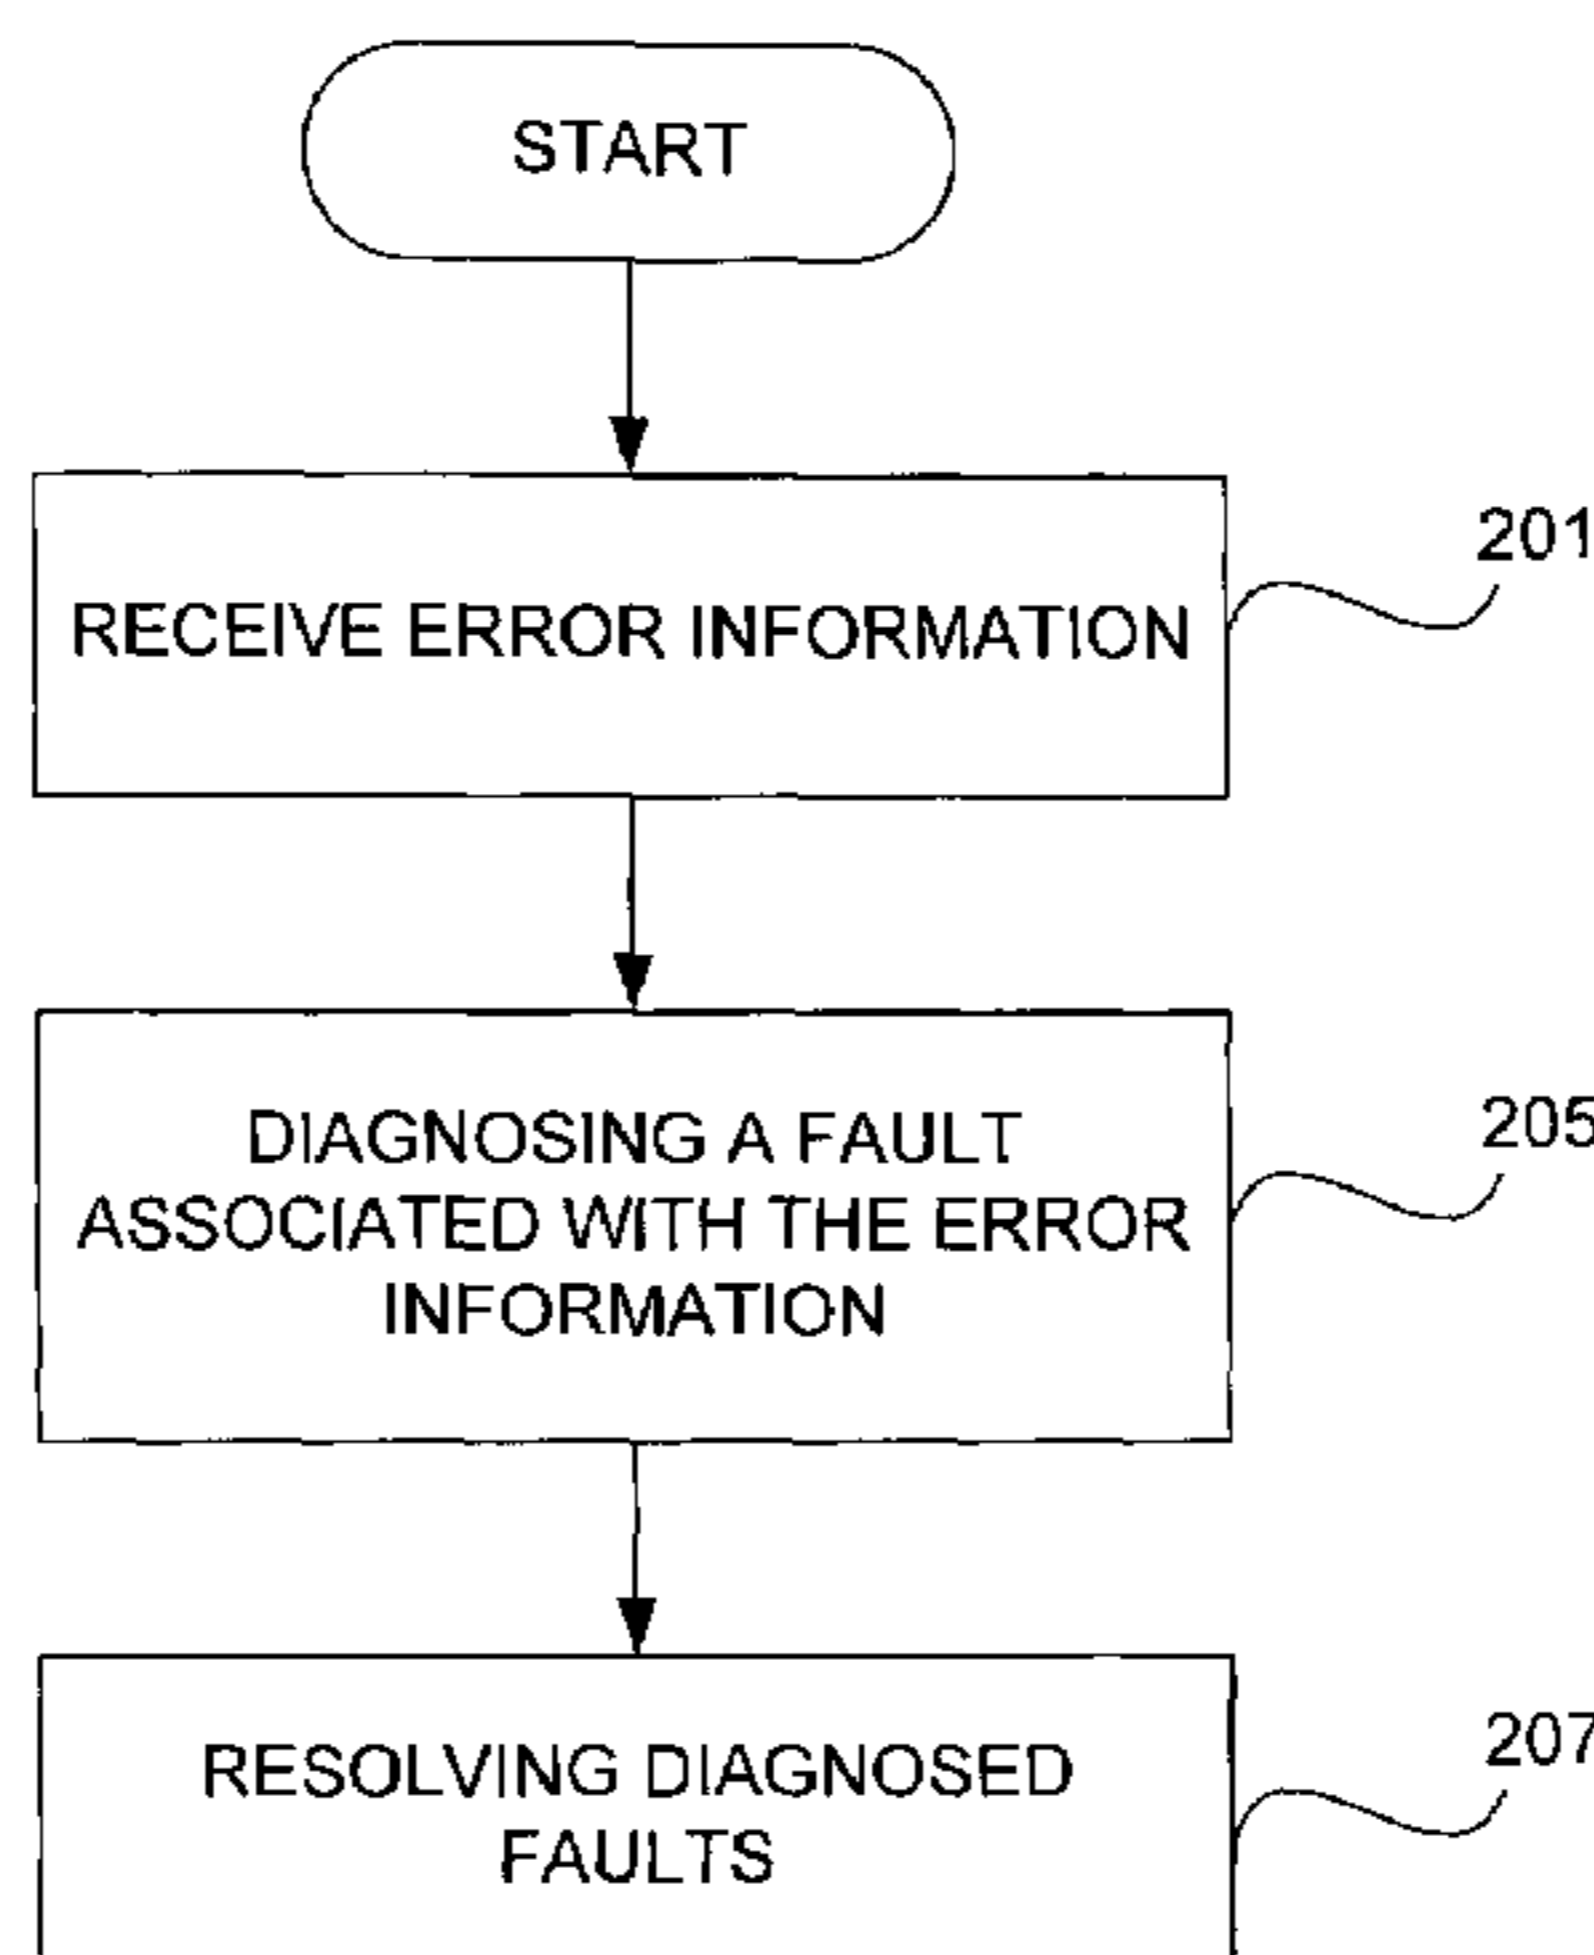 START
201
RECEIVE ERROR INFORMATION
205
DIAGNOSING A FAULT
ASSOCIATED WITH THE ERROR
INFORMATION
207
RESOLVING DIAGNOSED
FAULTS